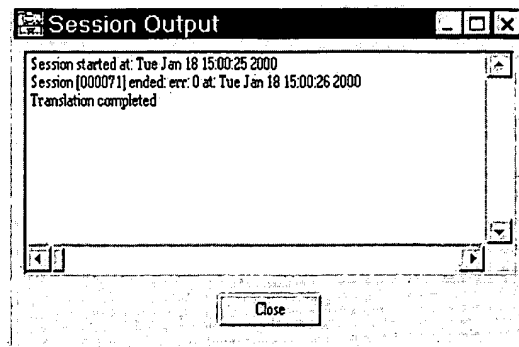 Session Output
Session started at: Tue Jan 18 15:00:25 2000
Session [000071] ended: err: 0 at: Tue Jan 18 15:00:26 2000
Translation completed
Close